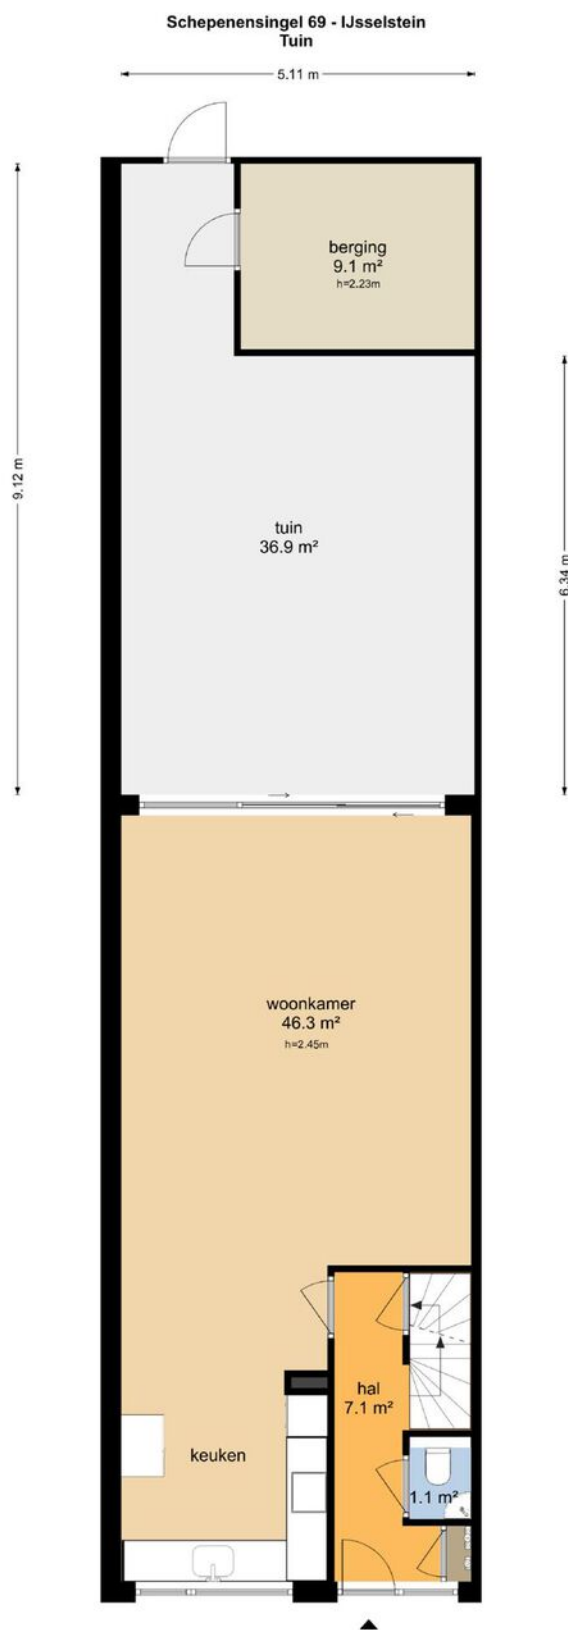 Schepenensingel 69 - IJsselstein
Tuin
5.11 m
berging
9.1 m²
h=2.23m
9.12 m
tuin
36.9 m²
6.34 m
woonkamer
46.3 m²
h=2.45m
hal
7.1 m²
keuken
1.1 m²